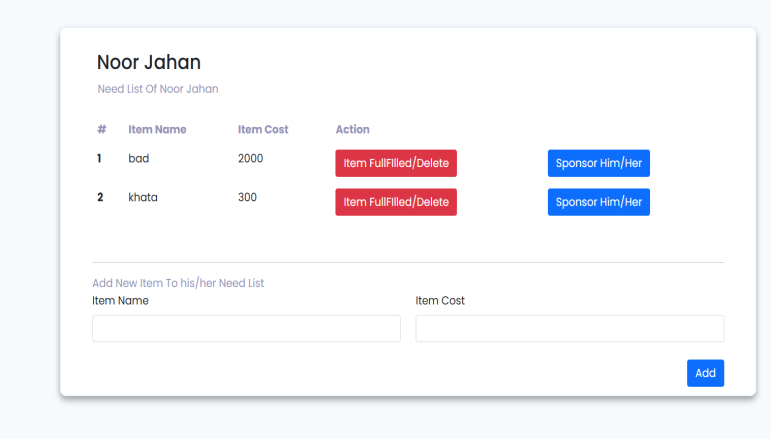 Noor Jahan
Need List Of Noor Jahan
# Item Name Item Cost Action
1 bad 2000 Item FullFIlled/Delete Sponsor Him/Her
2 khata 300 Item FullFIlled/Delete Sponsor Him/Her
Add New Item To his/her Need List
Item Name Item Cost
Add